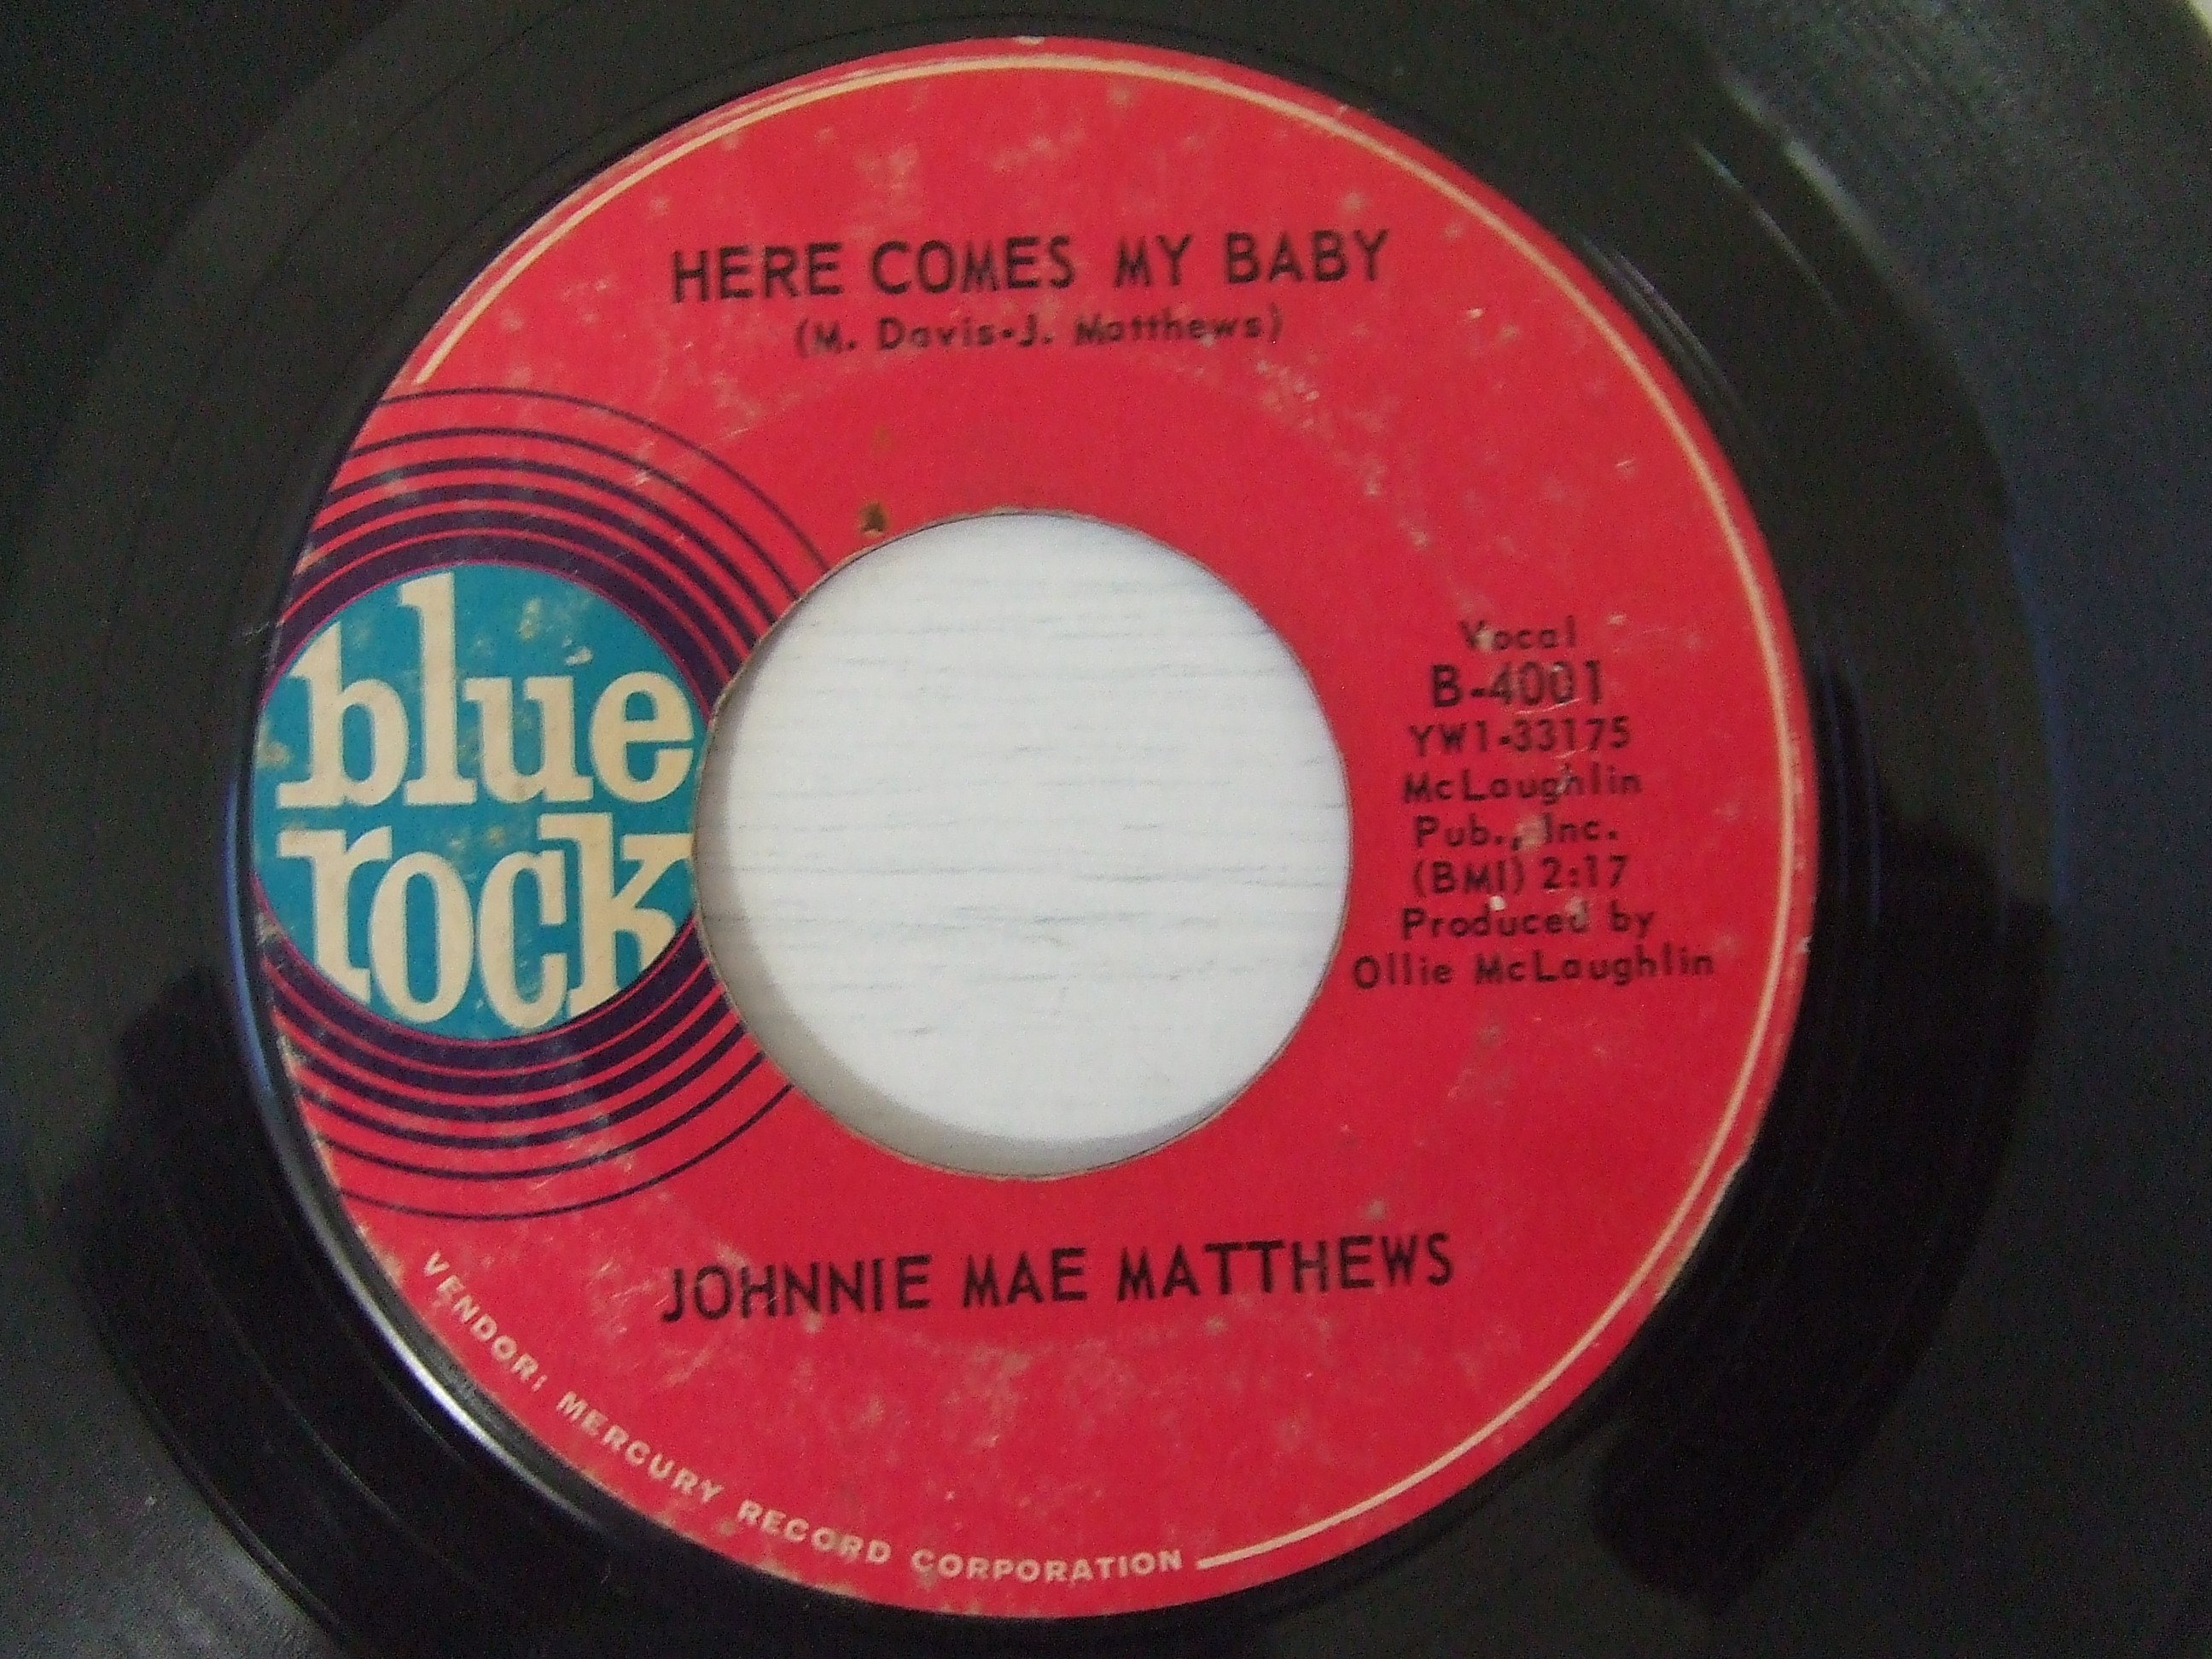 HERE COMES MY BABY
(M. Davis-J. Matthews)
blue
rock
Vocal
B-4001
YW1-33175
McLaughlin
Pub., Inc.
(BMI) 2:17
Produced by
Ollie McLaughlin
JOHNNIE MAE MATTHEWS
VENDOR: MERCURY RECORD CORPORATION